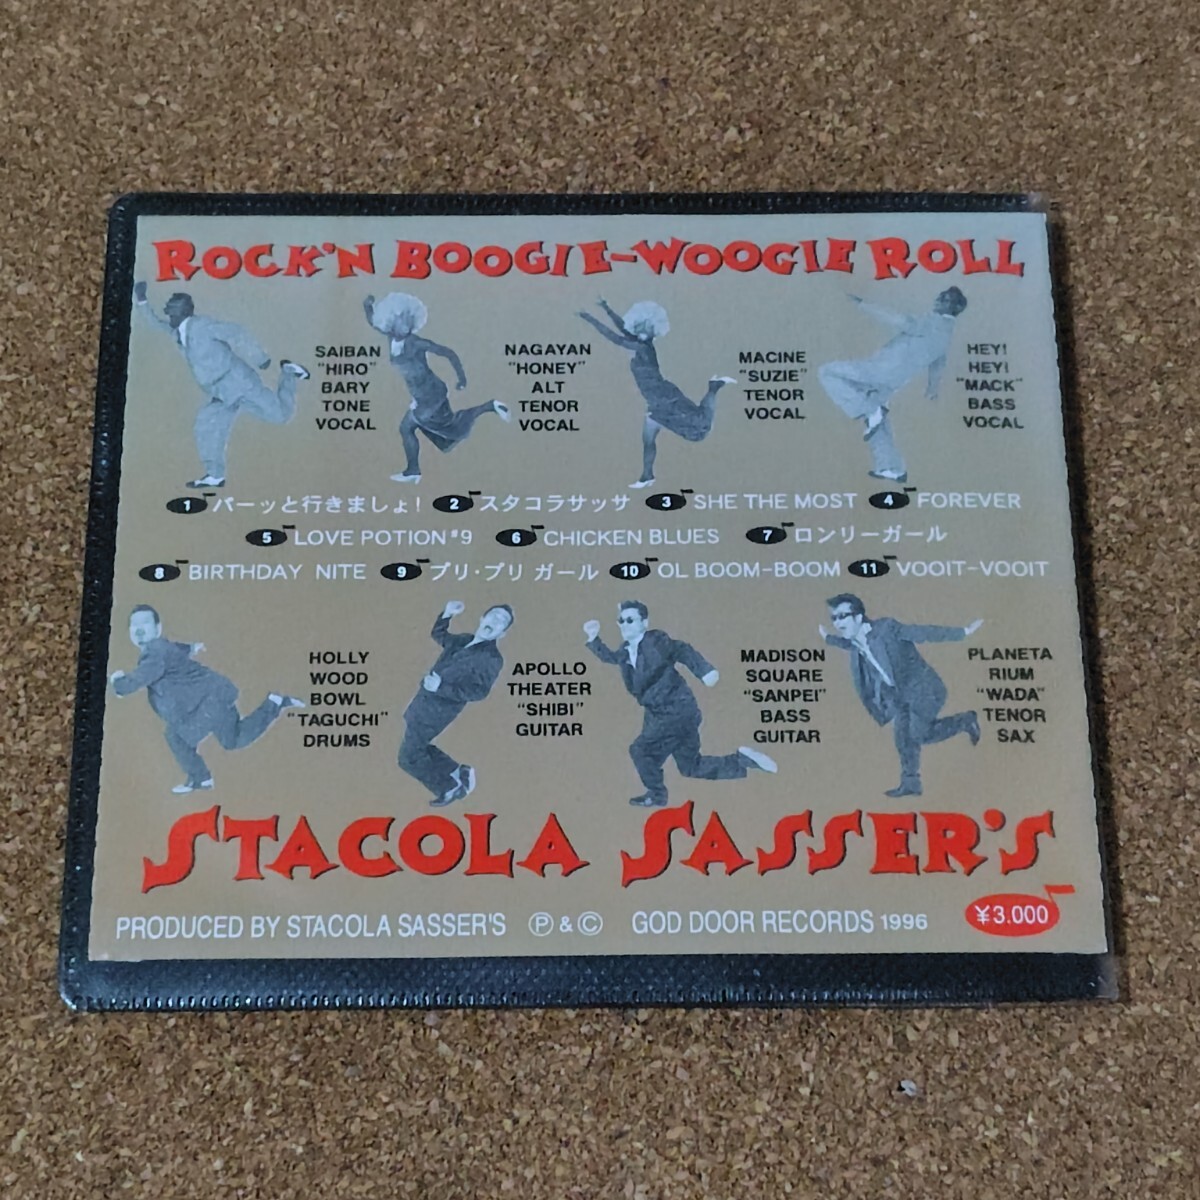 ROCK'N BOOGIE-WOOGIE ROLL
SAIBAN
"HIRO"
BARY
TONE
VOCAL
NAGAYAN
"HONEY"
ALT
TENOR
VOCAL
MACINE
"SUZIE"
TENOR
VOCAL
HEY!
HEY!
"MACK"
BASS
VOCAL
1 パーッと行きましょ! 2 スタコラサッサ 3 SHE THE MOST 4 FOREVER
5 LOVE POTION #9 6 CHICKEN BLUES 7 ロンリーガール
8 BIRTHDAY NITE 9 プリ・プリ ガール 10 OL BOOM-BOOM 11 VOOIT-VOOIT
HOLLY
WOOD
BOWL
"TAGUCHI"
DRUMS
APOLLO
THEATER
"SHIBI"
GUITAR
MADISON
SQUARE
"SANPEI"
BASS
GUITAR
PLANETA
RIUM
"WADA"
TENOR
SAX
STACOLA SASSER'S
PRODUCED BY STACOLA SASSER'S Ⓟ & © GOD DOOR RECORDS 1996
¥3.000